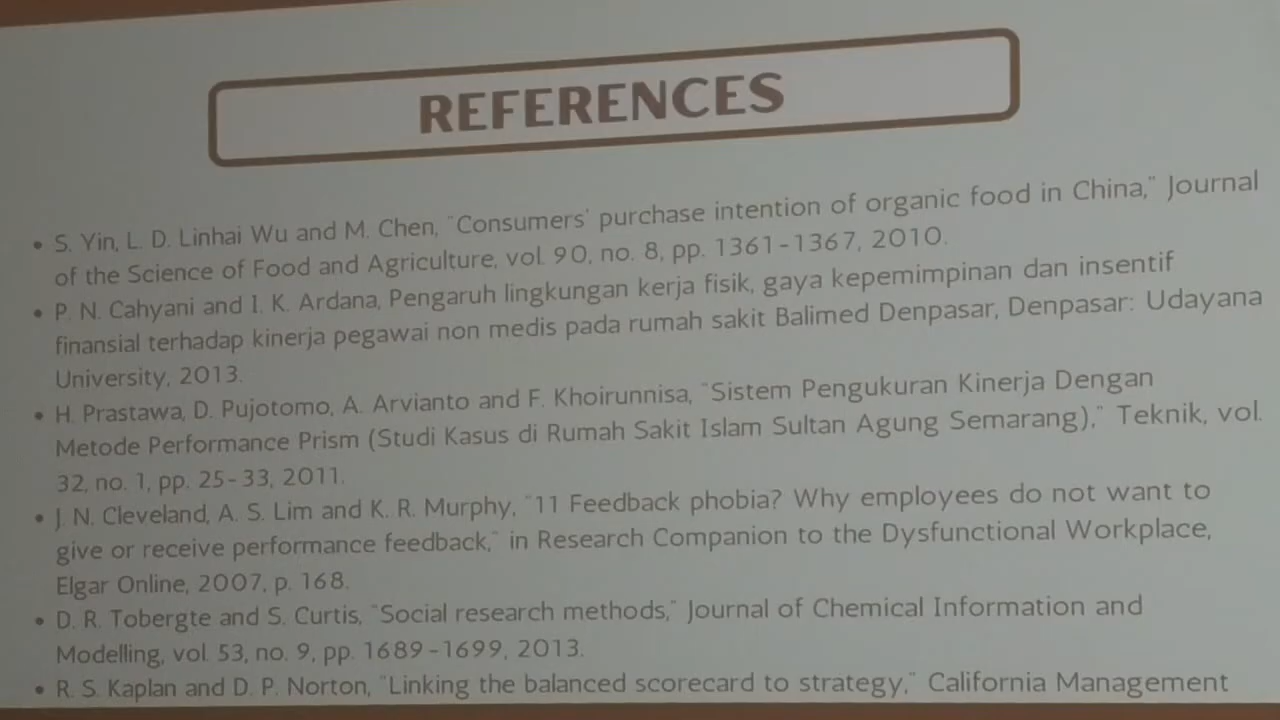 REFERENCES
• S. Yin, L. D. Linhai Wu and M. Chen, "Consumers' purchase intention of organic food in China," Journal
of the Science of Food and Agriculture, vol. 90, no. 8, pp. 1361-1367, 2010.
• P. N. Cahyani and I. K. Ardana, Pengaruh lingkungan kerja fisik, gaya kepemimpinan dan insentif
finansial terhadap kinerja pegawai non medis pada rumah sakit Balimed Denpasar, Denpasar: Udayana
University, 2013.
• H. Prastawa, D. Pujotomo, A. Arvianto and F. Khoirunnisa, "Sistem Pengukuran Kinerja Dengan
Metode Performance Prism (Studi Kasus di Rumah Sakit Islam Sultan Agung Semarang)," Teknik, vol.
32, no. 1, pp. 25-33, 2011.
• J. N. Cleveland, A. S. Lim and K. R. Murphy, "11 Feedback phobia? Why employees do not want to
give or receive performance feedback," in Research Companion to the Dysfunctional Workplace,
Elgar Online, 2007, p. 168.
• D. R. Tobergte and S. Curtis, "Social research methods," Journal of Chemical Information and
Modelling, vol. 53, no. 9, pp. 1689-1699, 2013.
• R. S. Kaplan and D. P. Norton, "Linking the balanced scorecard to strategy," California Management